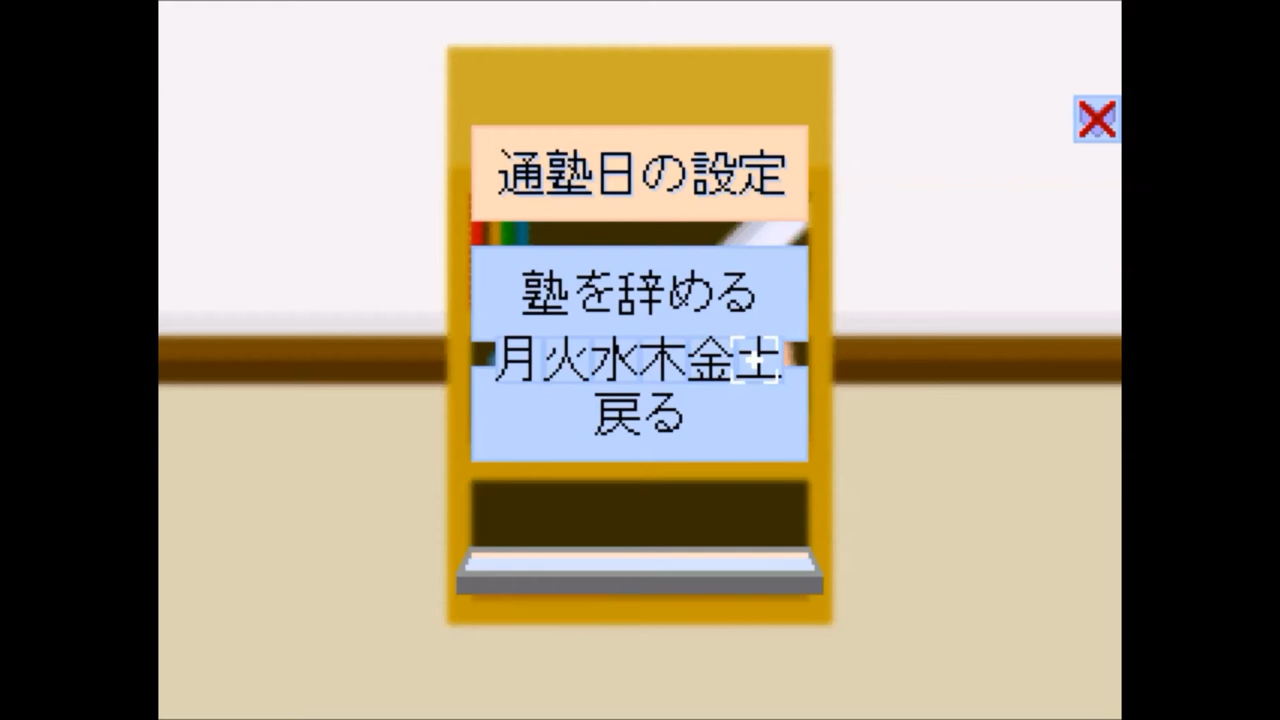 通塾日の設定
塾を辞める
月火水木金土
戻る